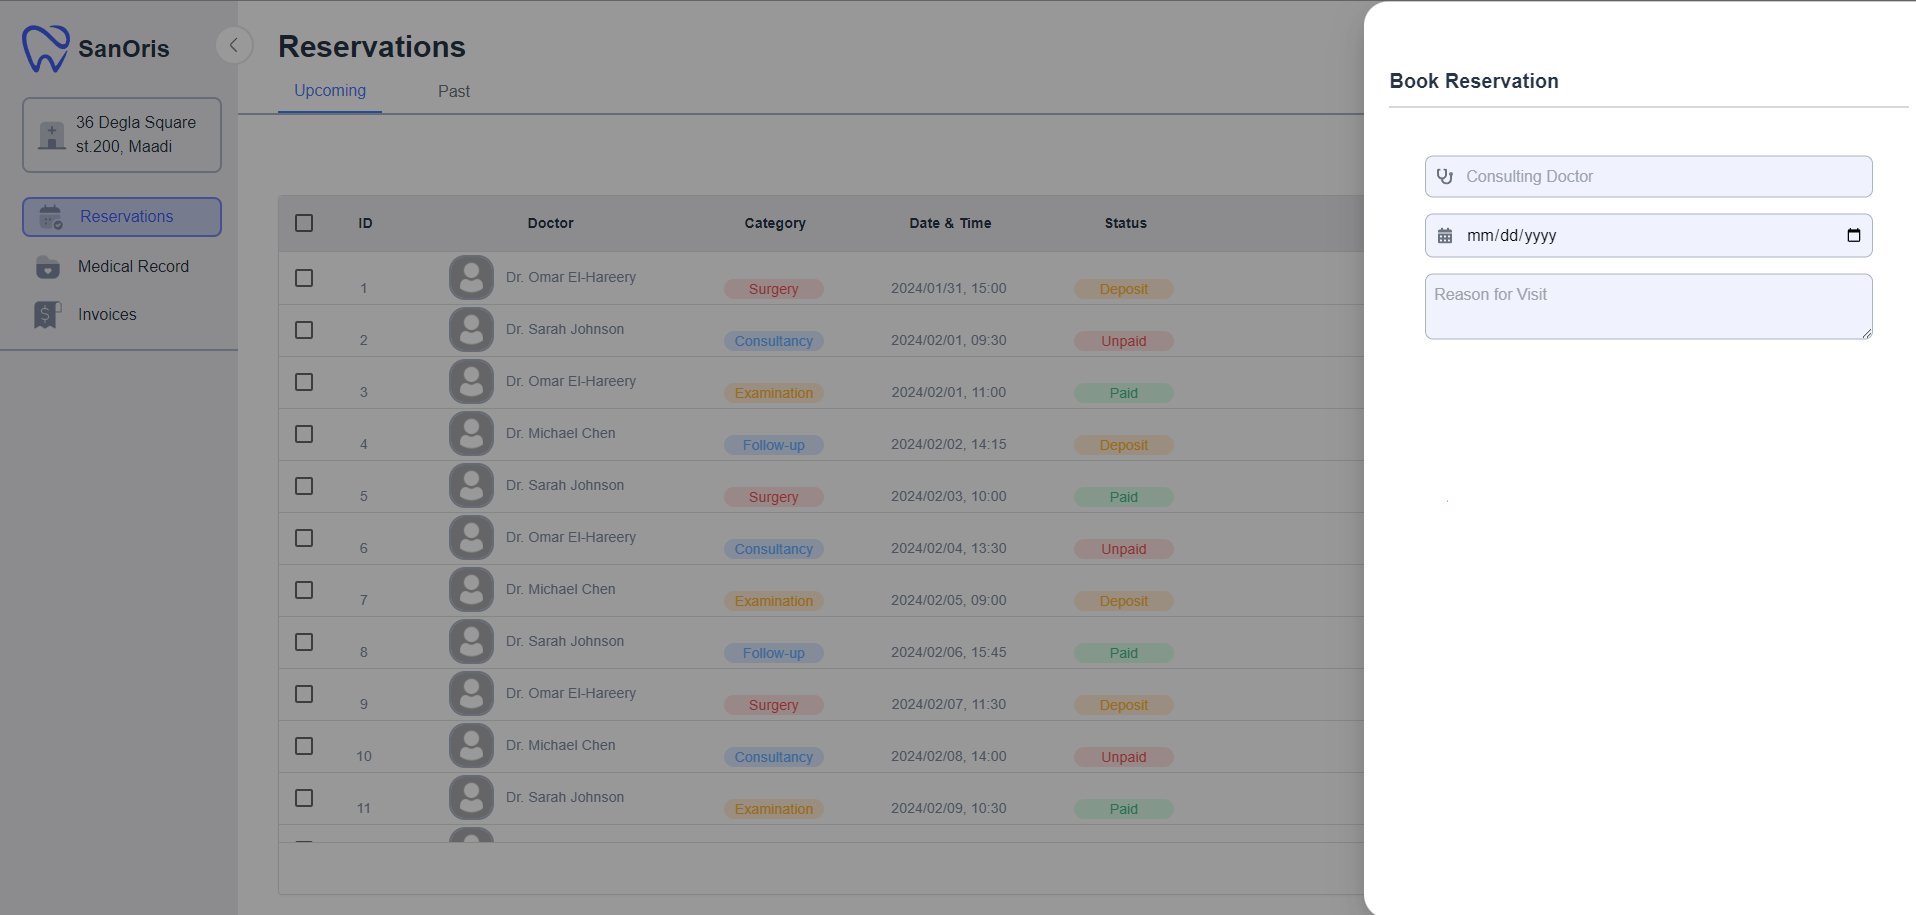 SanOris
36 Degla Square
st.200, Maadi
Reservations
Medical Record
Invoices
Reservations
Upcoming Past
ID Doctor Category Date & Time Status
1 Dr. Omar El-Hareery Surgery 2024/01/31, 15:00 Deposit
2 Dr. Sarah Johnson Consultancy 2024/02/01, 09:30 Unpaid
3 Dr. Omar El-Hareery Examination 2024/02/01, 11:00 Paid
4 Dr. Michael Chen Follow-up 2024/02/02, 14:15 Deposit
5 Dr. Sarah Johnson Surgery 2024/02/03, 10:00 Paid
6 Dr. Omar El-Hareery Consultancy 2024/02/04, 13:30 Unpaid
7 Dr. Michael Chen Examination 2024/02/05, 09:00 Deposit
8 Dr. Sarah Johnson Follow-up 2024/02/06, 15:45 Paid
9 Dr. Omar El-Hareery Surgery 2024/02/07, 11:30 Deposit
10 Dr. Michael Chen Consultancy 2024/02/08, 14:00 Unpaid
11 Dr. Sarah Johnson Examination 2024/02/09, 10:30 Paid
Book Reservation
Consulting Doctor
mm/dd/yyyy
Reason for Visit